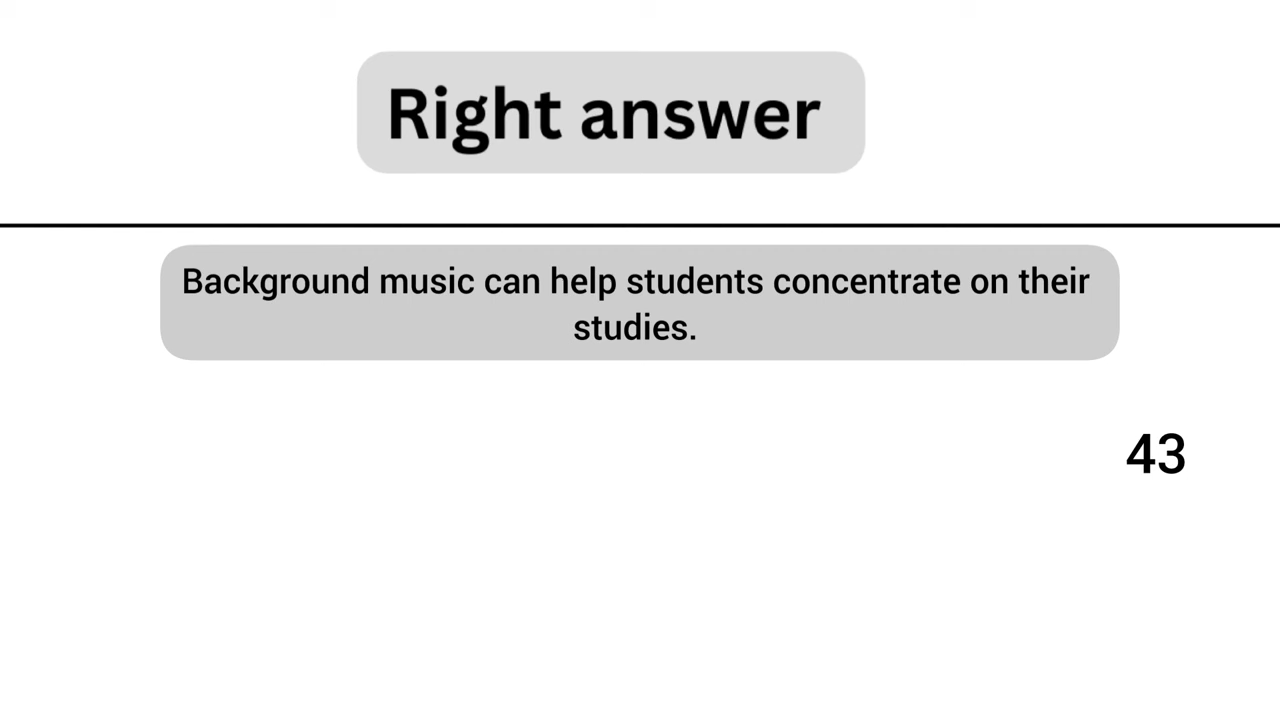 Right answer
Background music can help students concentrate on their
studies.
43